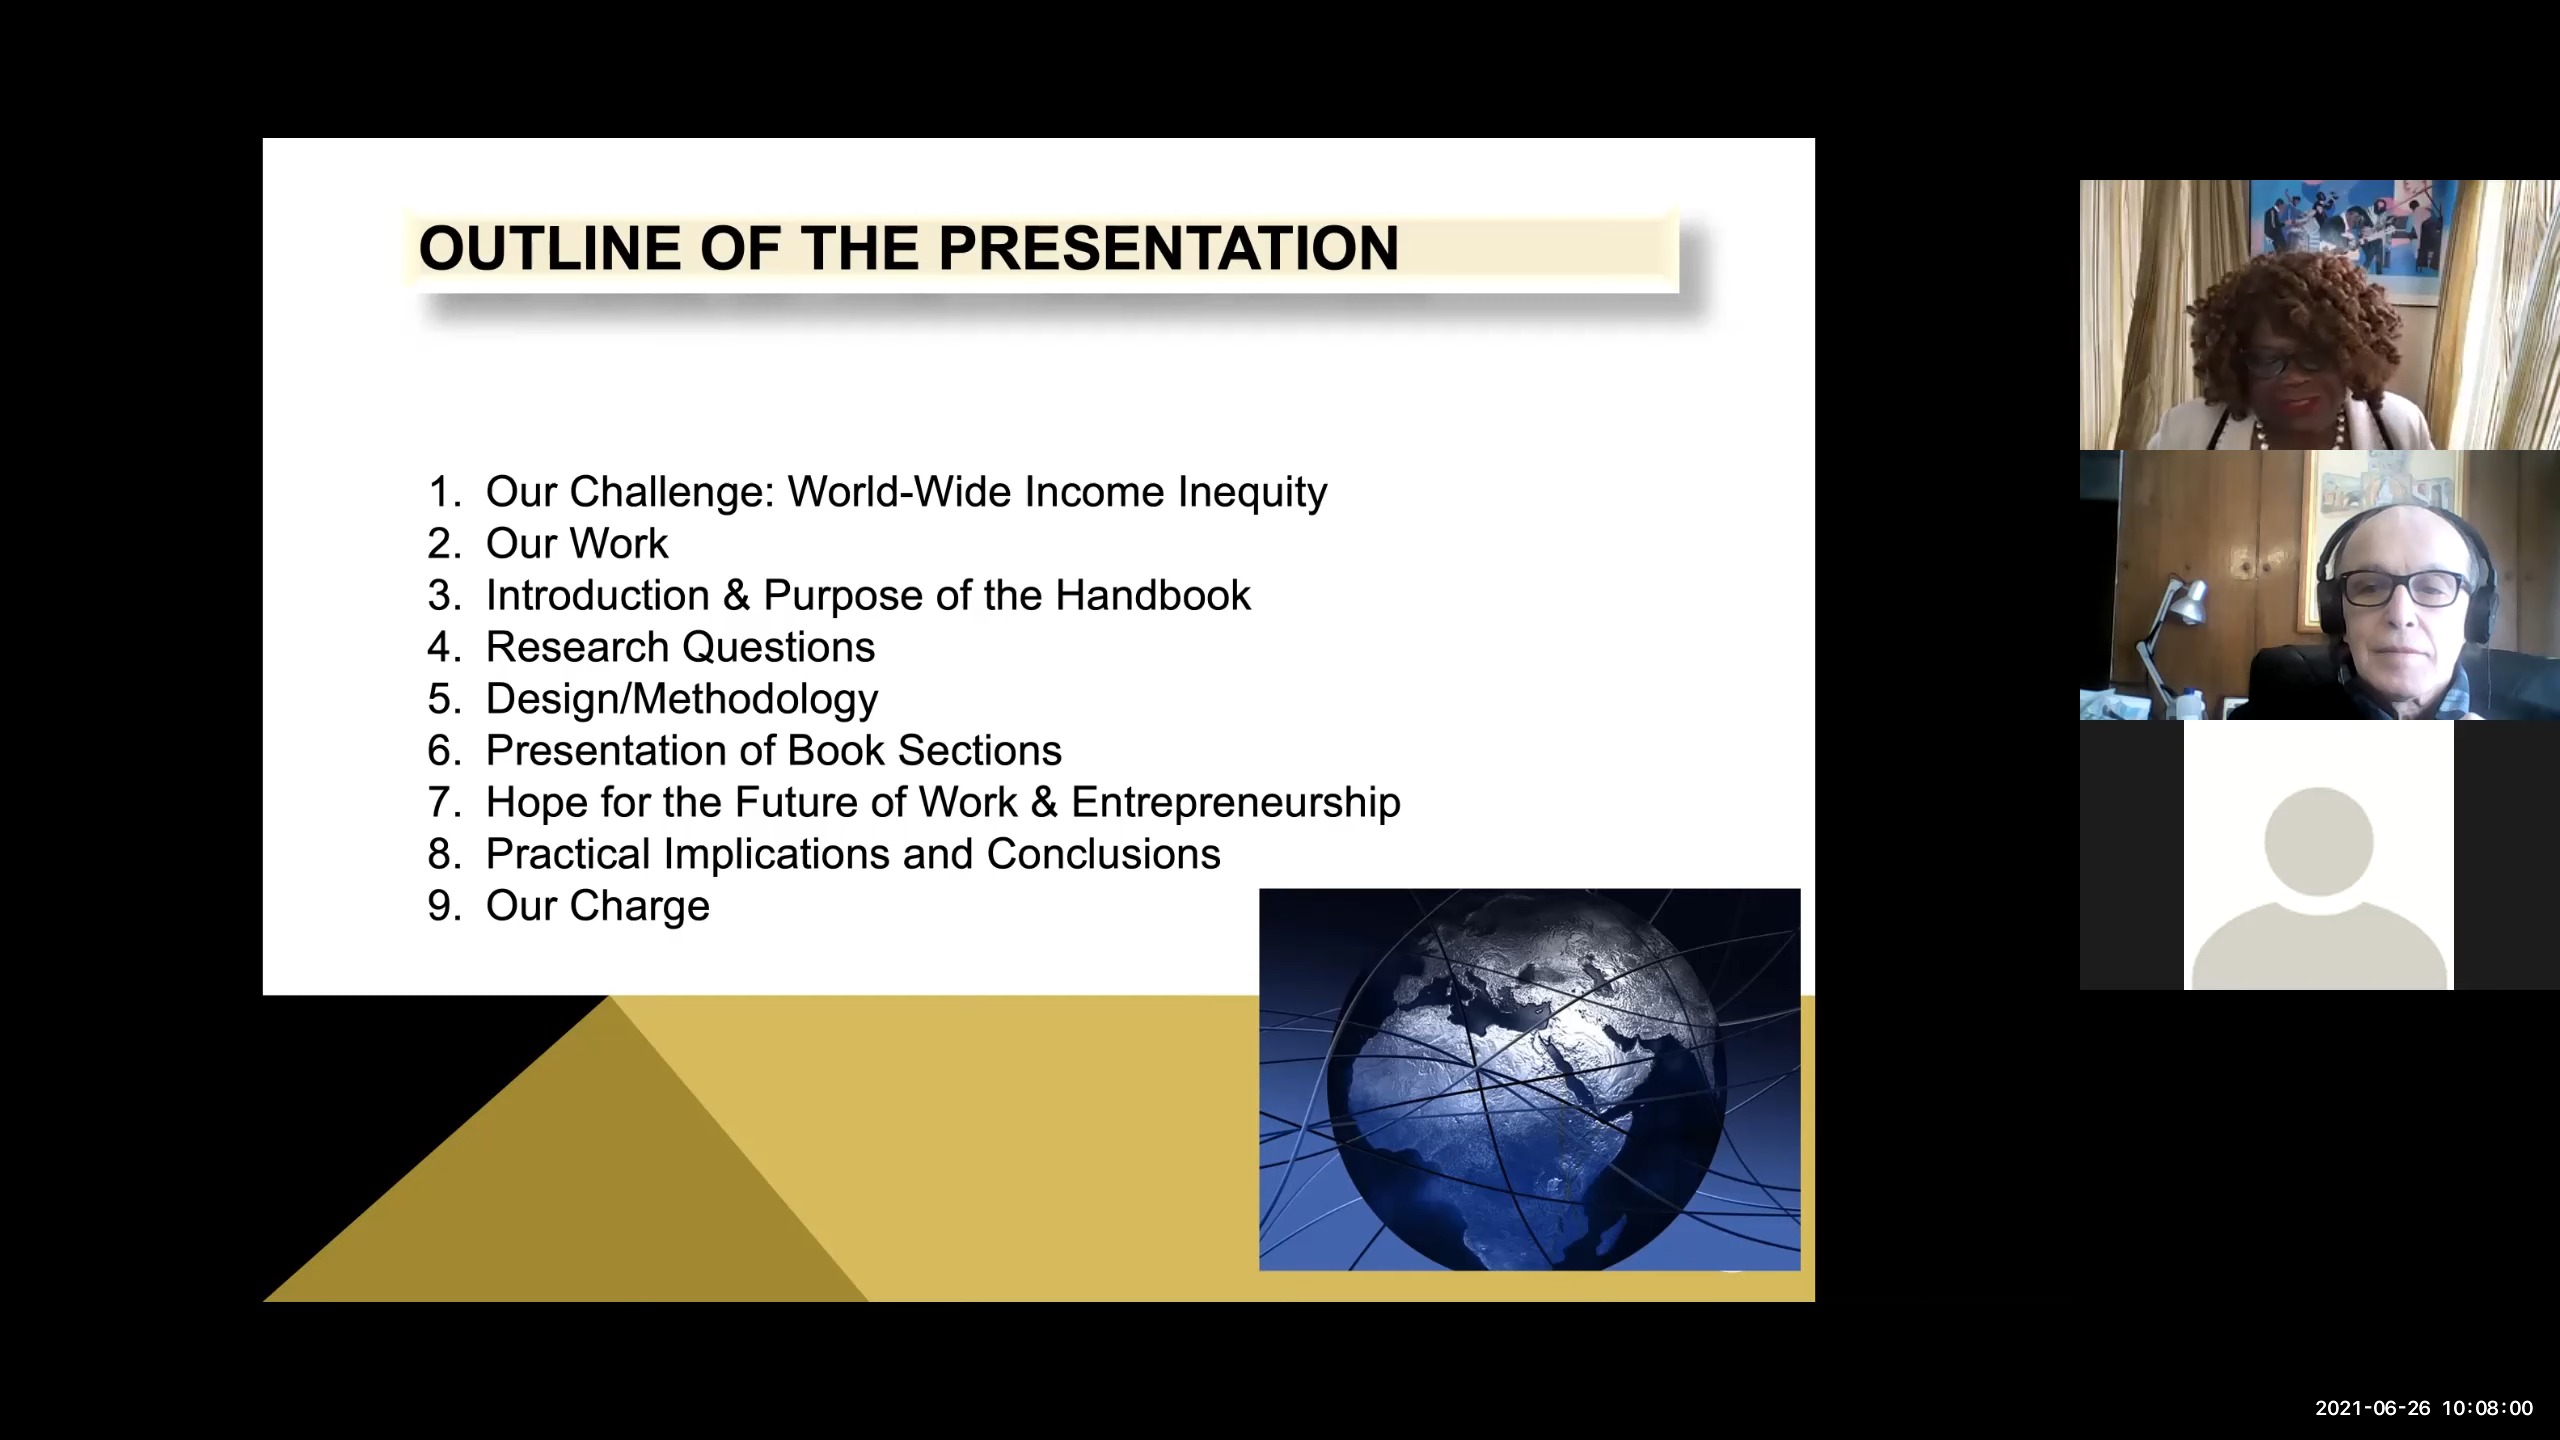 OUTLINE OF THE PRESENTATION
1. Our Challenge: World-Wide Income Inequity
2. Our Work
3. Introduction & Purpose of the Handbook
4. Research Questions
5. Design/Methodology
6. Presentation of Book Sections
7. Hope for the Future of Work & Entrepreneurship
8. Practical Implications and Conclusions
9. Our Charge
2021-06-26 10:08:00